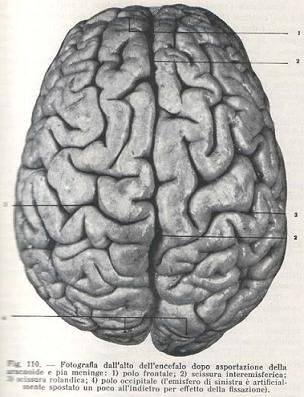 1
2
3
3
2
4
Fig. 110. — Fotografia dall'alto dell'encefalo dopo asportazione della
aracnoide e pia meninge: 1) polo frontale; 2) scissura interemisferica;
3) scissura rolandica; 4) polo occipitale (l'emisfero di sinistra è artificial-
mente spostato un poco all'indietro per effetto della fissazione).